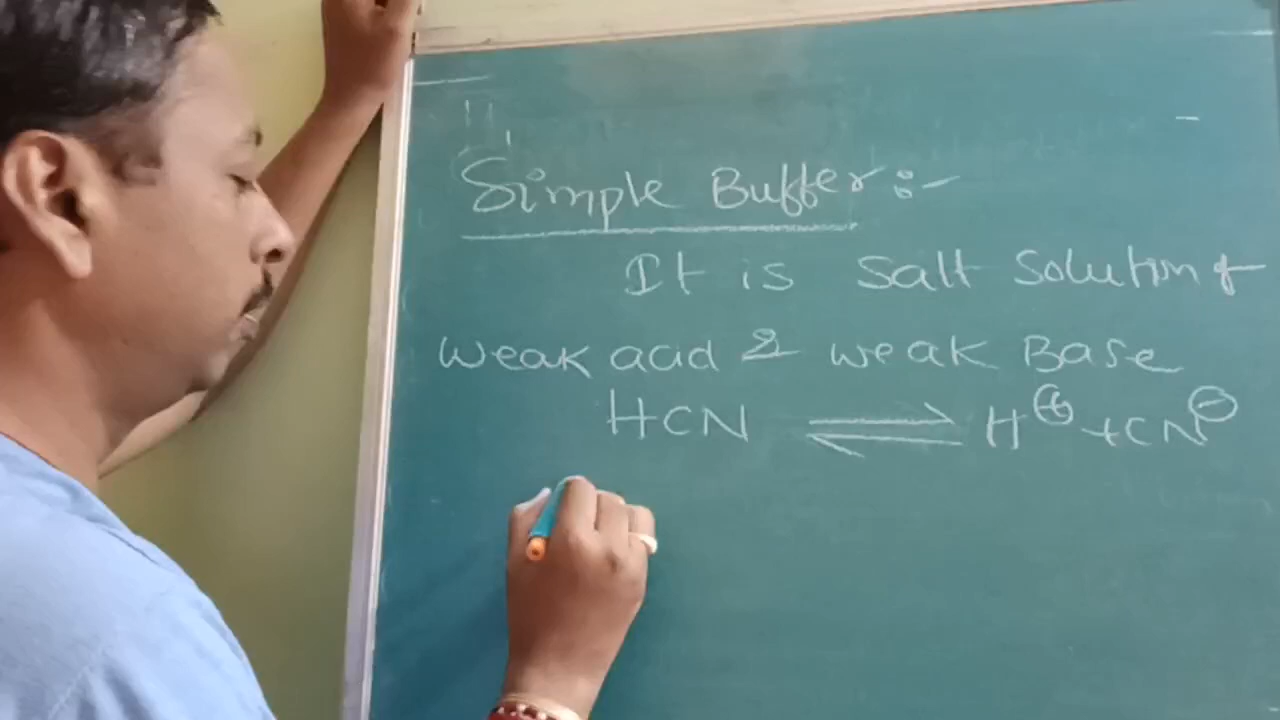 Simple Buffer :-
It is salt solution of
weak acid & weak Base
HCN ⇌ H⊕ + CN⊖